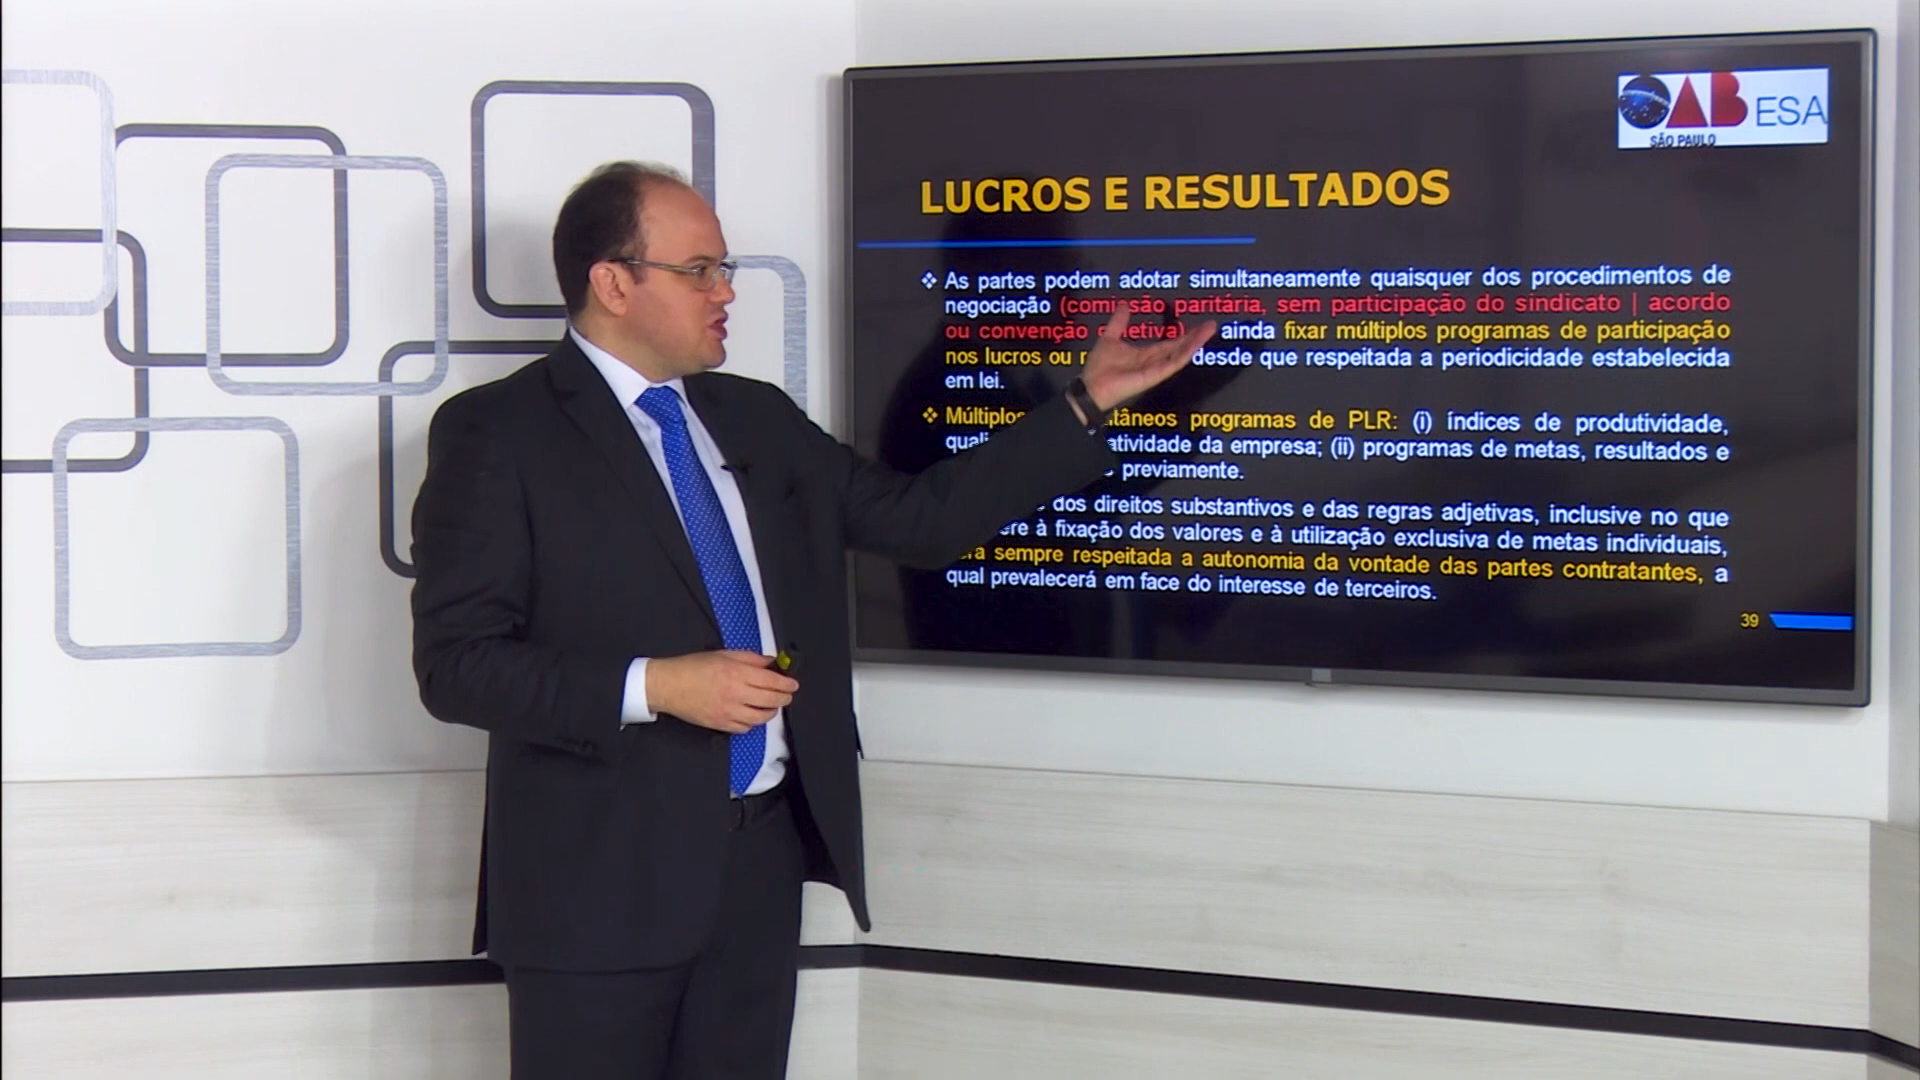 OAB ESA
SÃO PAULO
LUCROS E RESULTADOS
❖ As partes podem adotar simultaneamente quaisquer dos procedimentos de
negociação (comissão paritária, sem participação do sindicato | acordo
ou convenção ainda fixar múltiplos programas de participação
nos lucros ou desde que respeitada a periodicidade estabelecida
em lei.
❖ programas de PLR: (i) índices de produtividade,
da empresa; (ii) programas de metas, resultados e
previamente.
dos direitos substantivos e das regras adjetivas, inclusive no que
à fixação dos valores e à utilização exclusiva de metas individuais,
sempre respeitada a autonomia da vontade das partes contratantes, a
qual prevalecerá em face do interesse de terceiros.
39